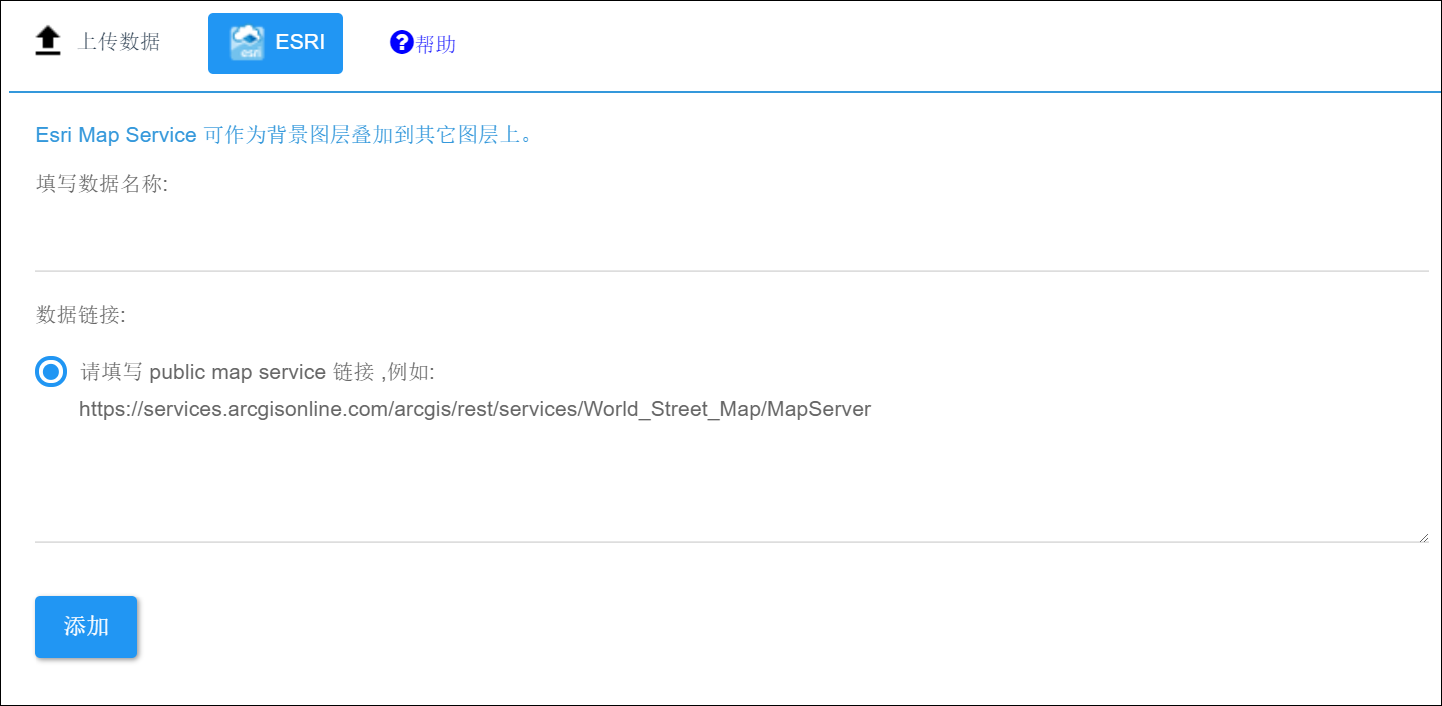 上传数据 esri ESRI ?帮助
Esri Map Service 可作为背景图层叠加到其它图层上。
填写数据名称:
数据链接:
请填写 public map service 链接 ,例如:
https://services.arcgisonline.com/arcgis/rest/services/World_Street_Map/MapServer
添加